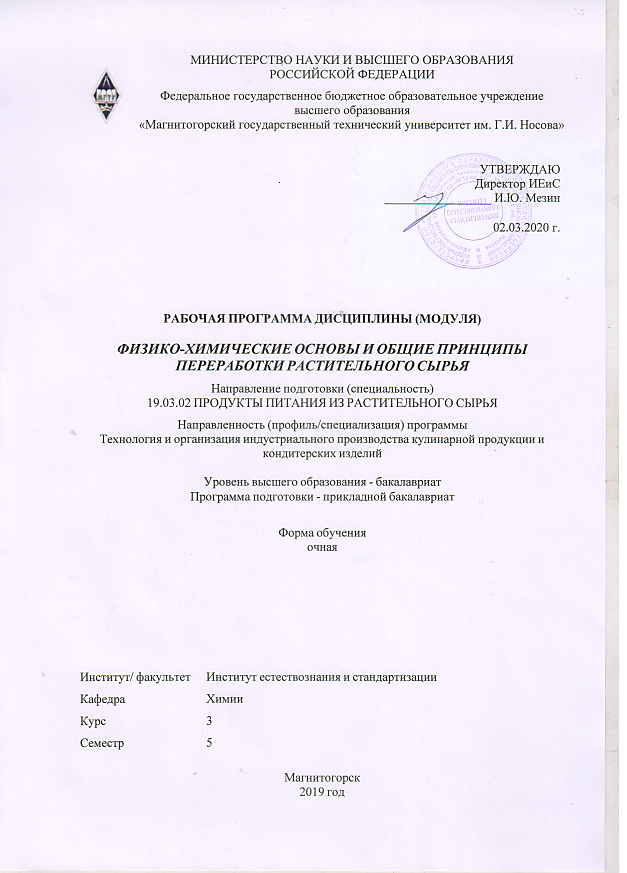 МИНИСТЕРСТВО НАУКИ И ВЫСШЕГО ОБРАЗОВАНИЯ
РОССИЙСКОЙ ФЕДЕРАЦИИ
Федеральное государственное бюджетное образовательное учреждение
высшего образования
«Магнитогорский государственный технический университет им. Г.И. Носова»
УТВЕРЖДАЮ
Директор ИЕиС
И.Ю. Мезин
02.03.2020 г.
ИНСТИТУТ
ЕСТЕСТВОЗНАНИЯ И
СТАНДАРТИЗАЦИИ
РАБОЧАЯ ПРОГРАММА ДИСЦИПЛИНЫ (МОДУЛЯ)
ФИЗИКО-ХИМИЧЕСКИЕ ОСНОВЫ И ОБЩИЕ ПРИНЦИПЫ
ПЕРЕРАБОТКИ РАСТИТЕЛЬНОГО СЫРЬЯ
Направление подготовки (специальность)
19.03.02 ПРОДУКТЫ ПИТАНИЯ ИЗ РАСТИТЕЛЬНОГО СЫРЬЯ
Направленность (профиль/специализация) программы
Технология и организация индустриального производства кулинарной продукции и
кондитерских изделий
Уровень высшего образования - бакалавриат
Программа подготовки - прикладной бакалавриат
Форма обучения
очная
Институт/ факультет Институт естествознания и стандартизации
Кафедра Химии
Курс 3
Семестр 5
Магнитогорск
2019 год